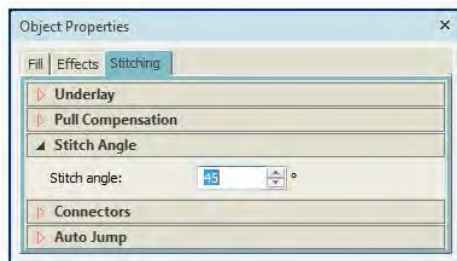 Object Properties
Fill Effects Stitching
Underlay
Pull Compensation
Stitch Angle
Stitch angle: 45 °
Connectors
Auto Jump